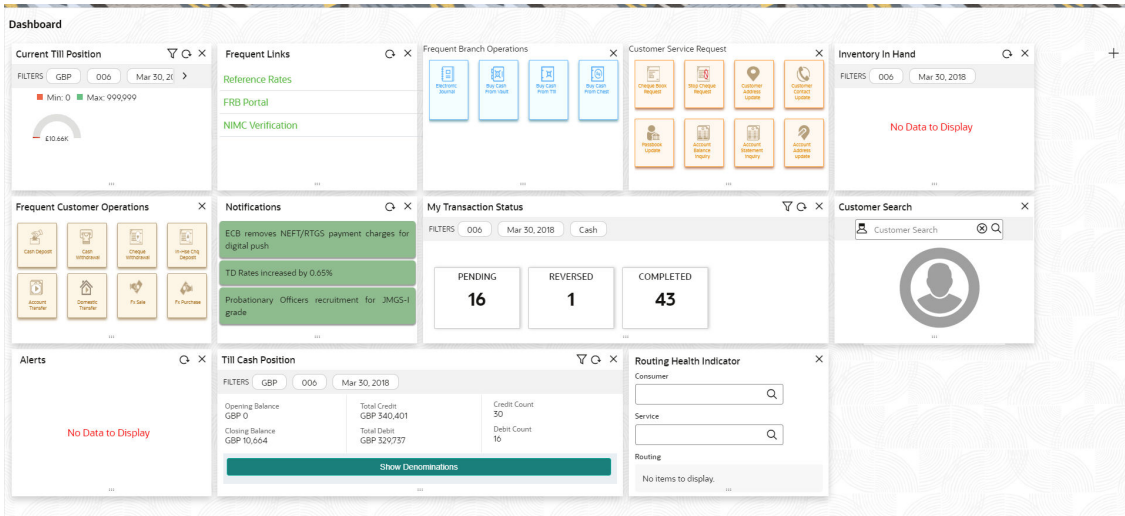 Dashboard
Current Till Position
FILTERS GBP 006 Mar 30, 20
Min: 0 Max: 999,999
£10.66K
Frequent Links
Reference Rates
FRB Portal
NIMC Verification
Frequent Branch Operations
Electronic
Journal
Buy Cash
From Vault
Buy Cash
From Till
Buy Cash
From Chest
Customer Service Request
Cheque Book
Request
Stop Cheque
Request
Customer
Address
Update
Customer
Contact
Update
Passbook
Update
Account
Balance
Inquiry
Account
Statement
Inquiry
Account
Address
Update
Inventory In Hand
FILTERS 006 Mar 30, 2018
No Data to Display
Frequent Customer Operations
Cash Deposit
Cash
Withdrawal
Cheque
Withdrawal
In-Hse Chq
Deposit
Account
Transfer
Domestic
Transfer
Fx Sale
Fx Purchase
Notifications
ECB removes NEFT/RTGS payment charges for
digital push
TD Rates increased by 0.65%
Probationary Officers recruitment for JMGS-I
grade
My Transaction Status
FILTERS 006 Mar 30, 2018 Cash
PENDING
16
REVERSED
1
COMPLETED
43
Customer Search
Customer Search
Alerts
No Data to Display
Till Cash Position
FILTERS GBP 006 Mar 30, 2018
Opening Balance
GBP 0
Total Credit
GBP 340,401
Credit Count
30
Closing Balance
GBP 10,664
Total Debit
GBP 329,737
Debit Count
16
Show Denominations
Routing Health Indicator
Consumer
Service
Routing
No items to display.